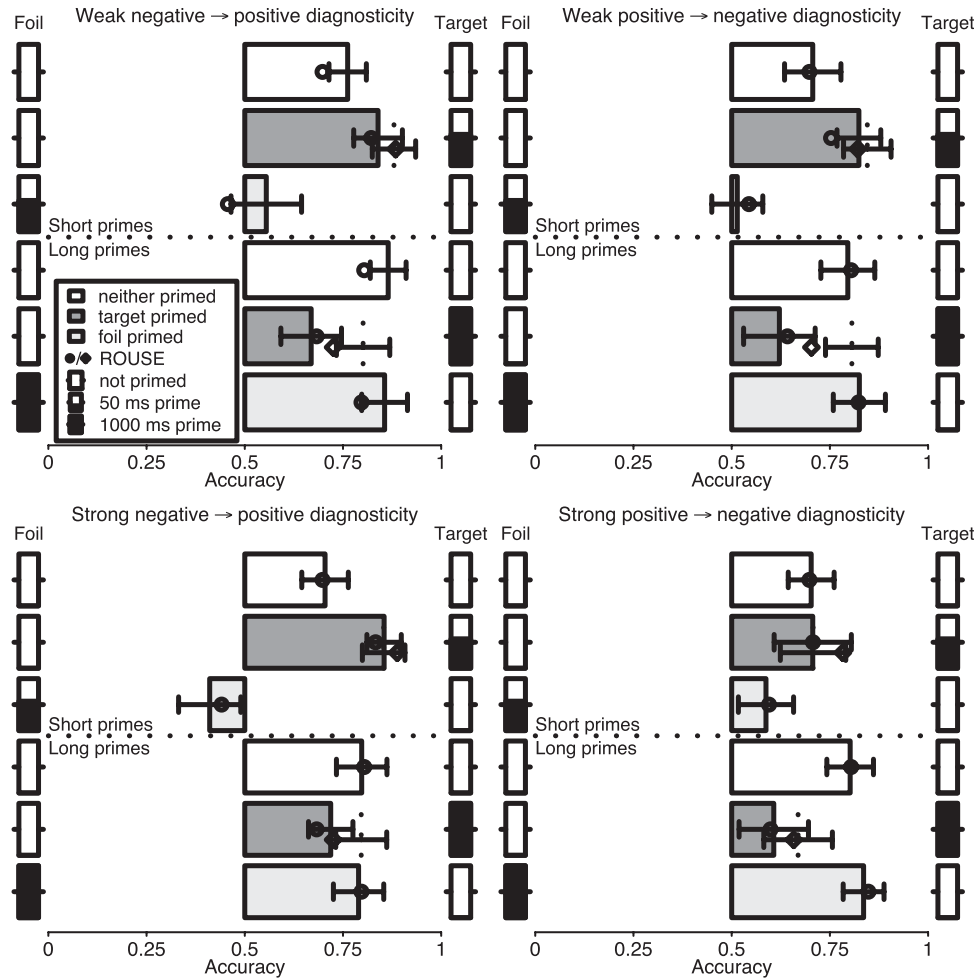 Weak negative → positive diagnosticity
Foil
Target
Short primes
Long primes
neither primed
target primed
foil primed
●/◆ ROUSE
not primed
50 ms prime
1000 ms prime
0 0.25 0.5 0.75 1
Accuracy
Weak positive → negative diagnosticity
Foil
Target
Short primes
Long primes
0 0.25 0.5 0.75 1
Accuracy
Strong negative → positive diagnosticity
Foil
Target
Short primes
Long primes
0 0.25 0.5 0.75 1
Accuracy
Strong positive → negative diagnosticity
Foil
Target
Short primes
Long primes
0 0.25 0.5 0.75 1
Accuracy